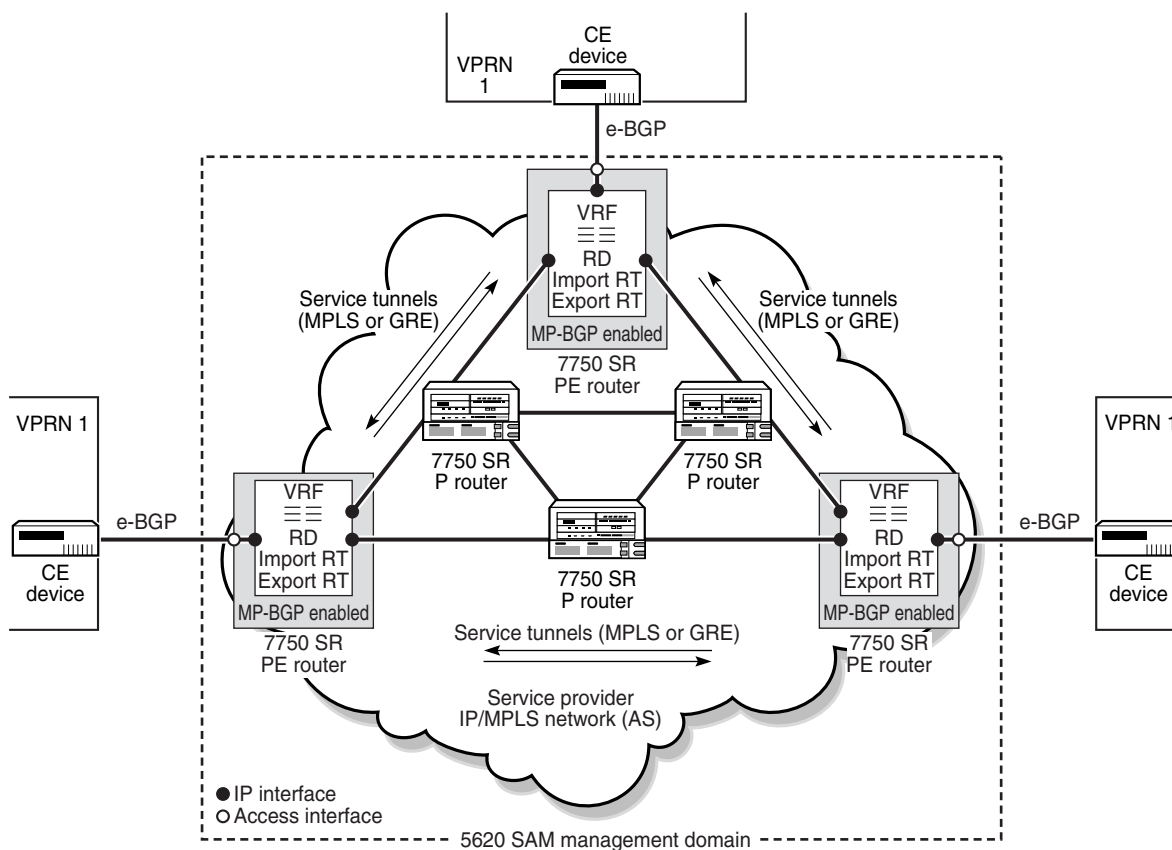 CE
device
VPRN
1
e-BGP
VRF
RD
Import RT
Export RT
MP-BGP enabled
7750 SR
PE router
Service tunnels
(MPLS or GRE)
Service tunnels
(MPLS or GRE)
7750 SR
P router
7750 SR
P router
VPRN 1
CE
device
e-BGP
VRF
RD
Import RT
Export RT
MP-BGP enabled
7750 SR
PE router
7750 SR
P router
VRF
RD
Import RT
Export RT
MP-BGP enabled
7750 SR
PE router
e-BGP
VPRN 1
CE
device
Service tunnels (MPLS or GRE)
Service provider
IP/MPLS network (AS)
IP interface
Access interface
5620 SAM management domain